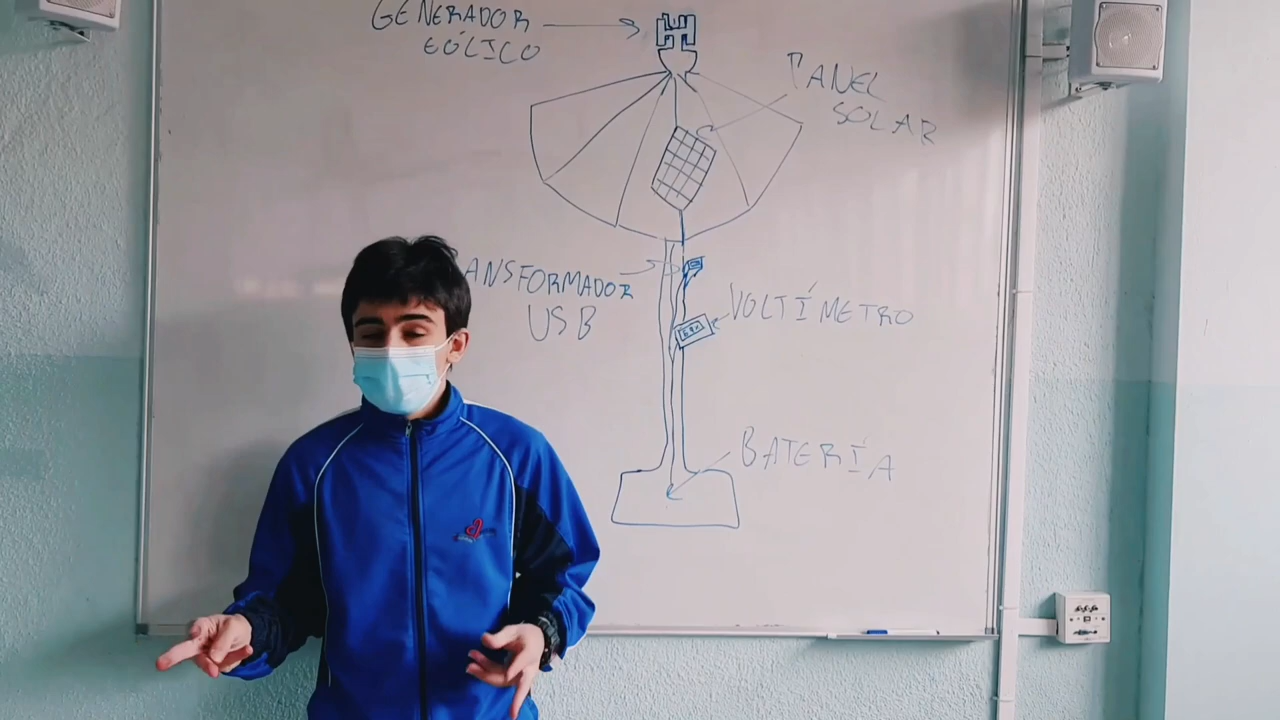 GENERADOR
EÓLICO
PANEL
SOLAR
ANSFORMADOR
USB
VOLTÍMETRO
BATERÍA